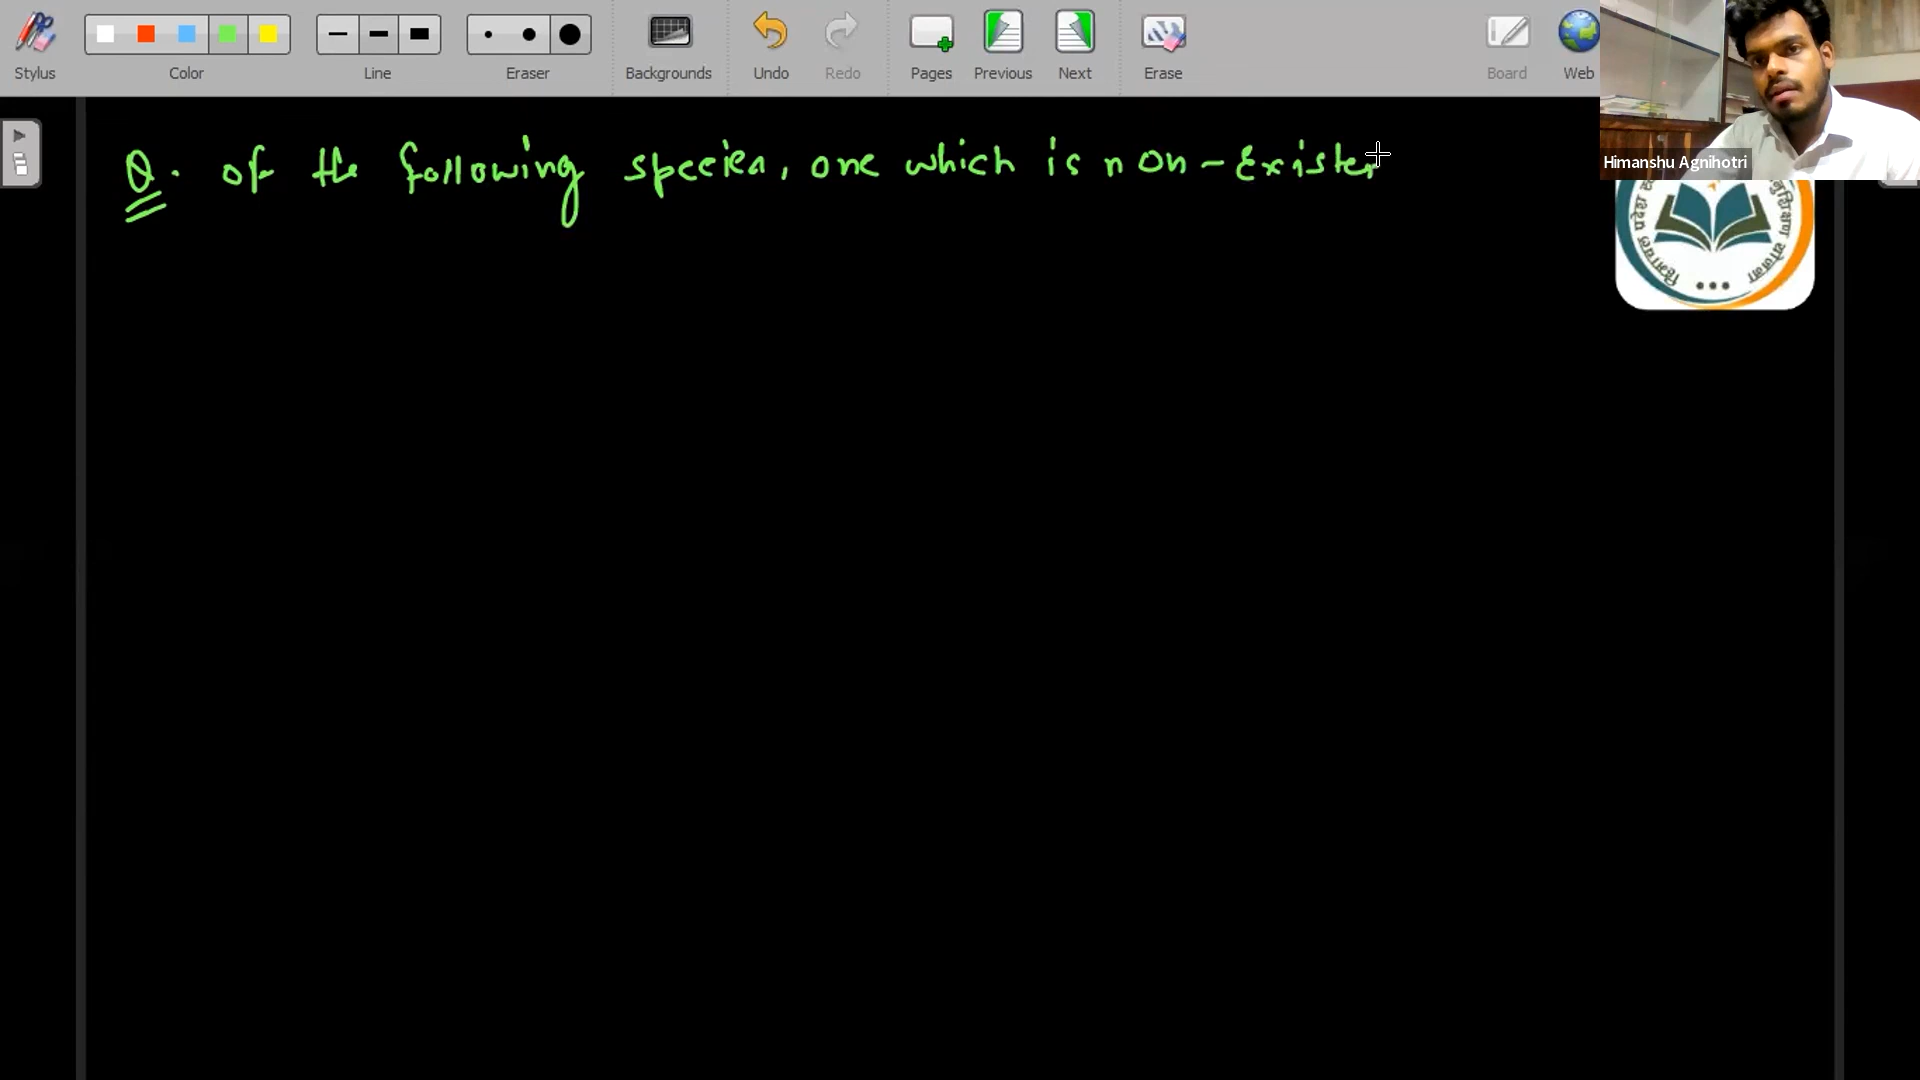 Stylus
Color
Line
Eraser
Backgrounds
Undo
Redo
Pages
Previous
Next
Erase
Board
Web
Himanshu Agnihotri
Q. of the following species, one which is non-Existen